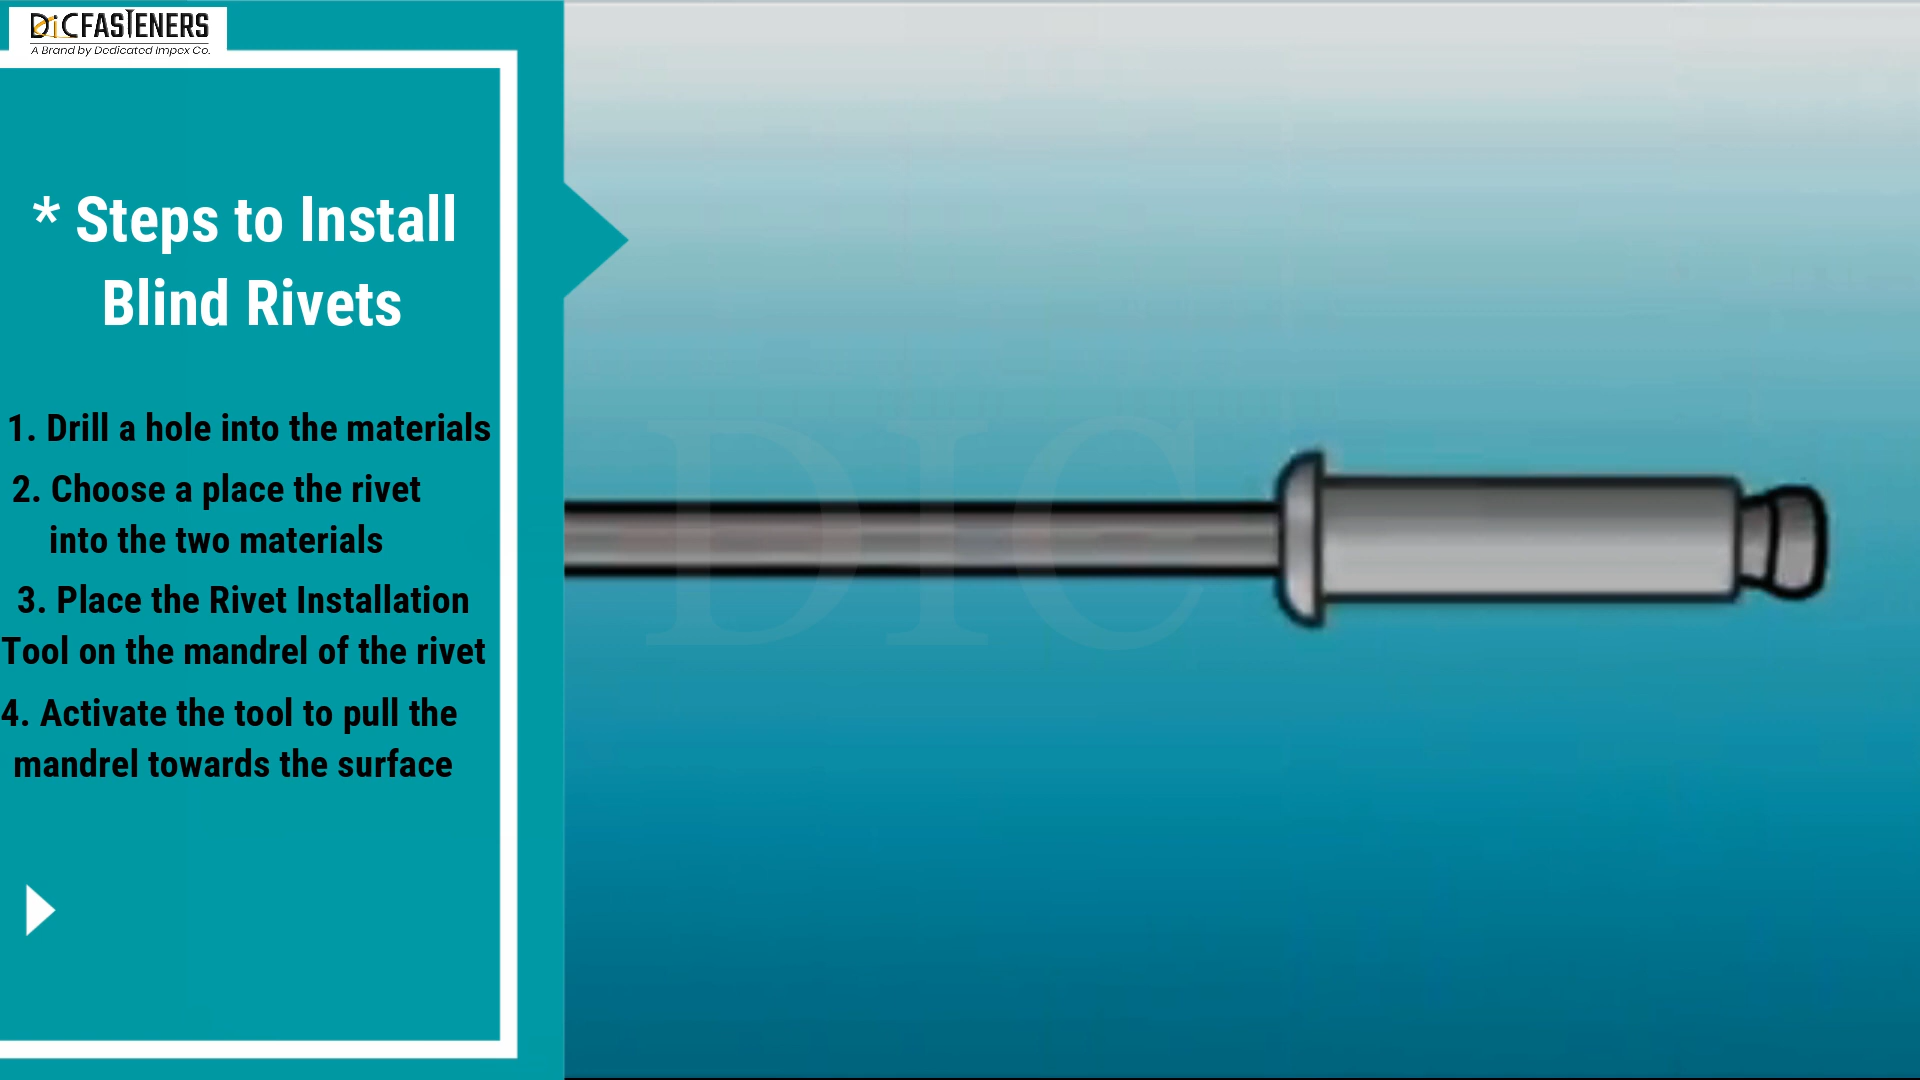 DiCFASTENERS
A Brand by Dedicated Impex Co.
* Steps to Install
Blind Rivets
1. Drill a hole into the materials
2. Choose a place the rivet
into the two materials
3. Place the Rivet Installation
Tool on the mandrel of the rivet
4. Activate the tool to pull the
mandrel towards the surface
DIC